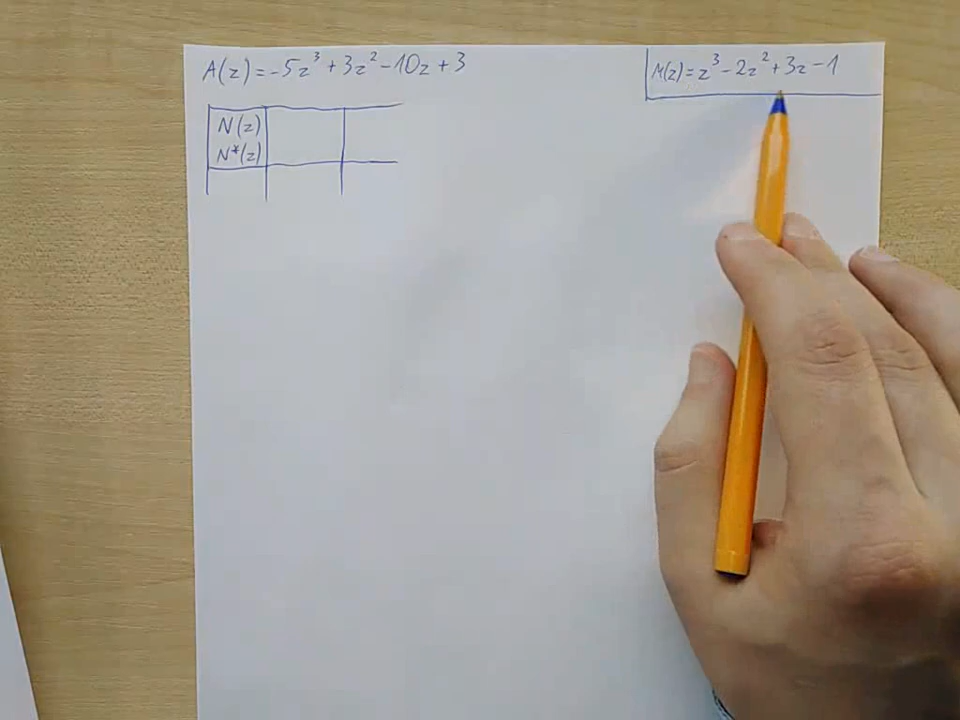 A(z) = -5z³ + 3z² - 10z + 3
M(z) = z³ - 2z² + 3z - 1
N(z)
N*(z)